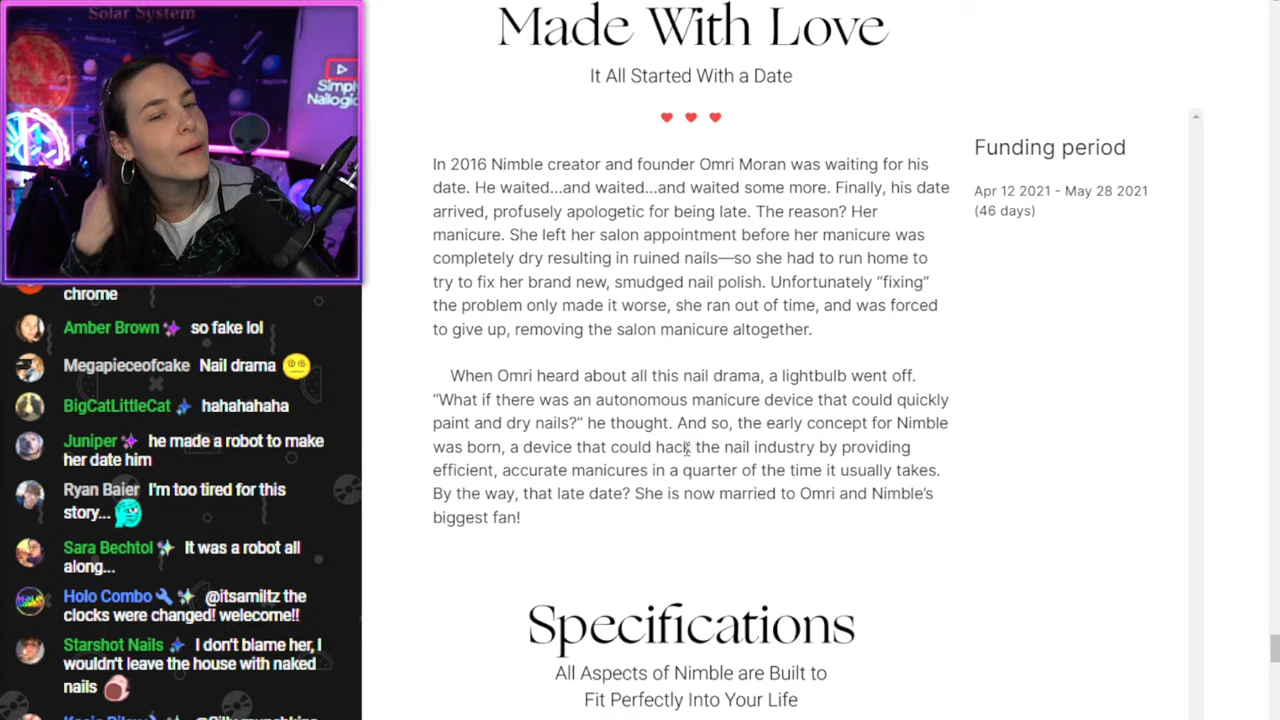 Solar System
Simply
Nailogic
chrome
Amber Brown so fake lol
Megapieceofcake Nail drama
BigCatLittleCat hahahahaha
Juniper he made a robot to make
her date him
Ryan Baier I'm too tired for this
story...
Sara Bechtol It was a robot all
along...
Holo Combo @itsamiltz the
clocks were changed! welecome!!
Starshot Nails I don't blame her, I
wouldn't leave the house with naked
nails
Made With Love
It All Started With a Date
In 2016 Nimble creator and founder Omri Moran was waiting for his
date. He waited...and waited...and waited some more. Finally, his date
arrived, profusely apologetic for being late. The reason? Her
manicure. She left her salon appointment before her manicure was
completely dry resulting in ruined nails—so she had to run home to
try to fix her brand new, smudged nail polish. Unfortunately “fixing”
the problem only made it worse, she ran out of time, and was forced
to give up, removing the salon manicure altogether.
When Omri heard about all this nail drama, a lightbulb went off.
“What if there was an autonomous manicure device that could quickly
paint and dry nails?” he thought. And so, the early concept for Nimble
was born, a device that could hack the nail industry by providing
efficient, accurate manicures in a quarter of the time it usually takes.
By the way, that late date? She is now married to Omri and Nimble’s
biggest fan!
Specifications
All Aspects of Nimble are Built to
Fit Perfectly Into Your Life
Funding period
Apr 12 2021 - May 28 2021
(46 days)